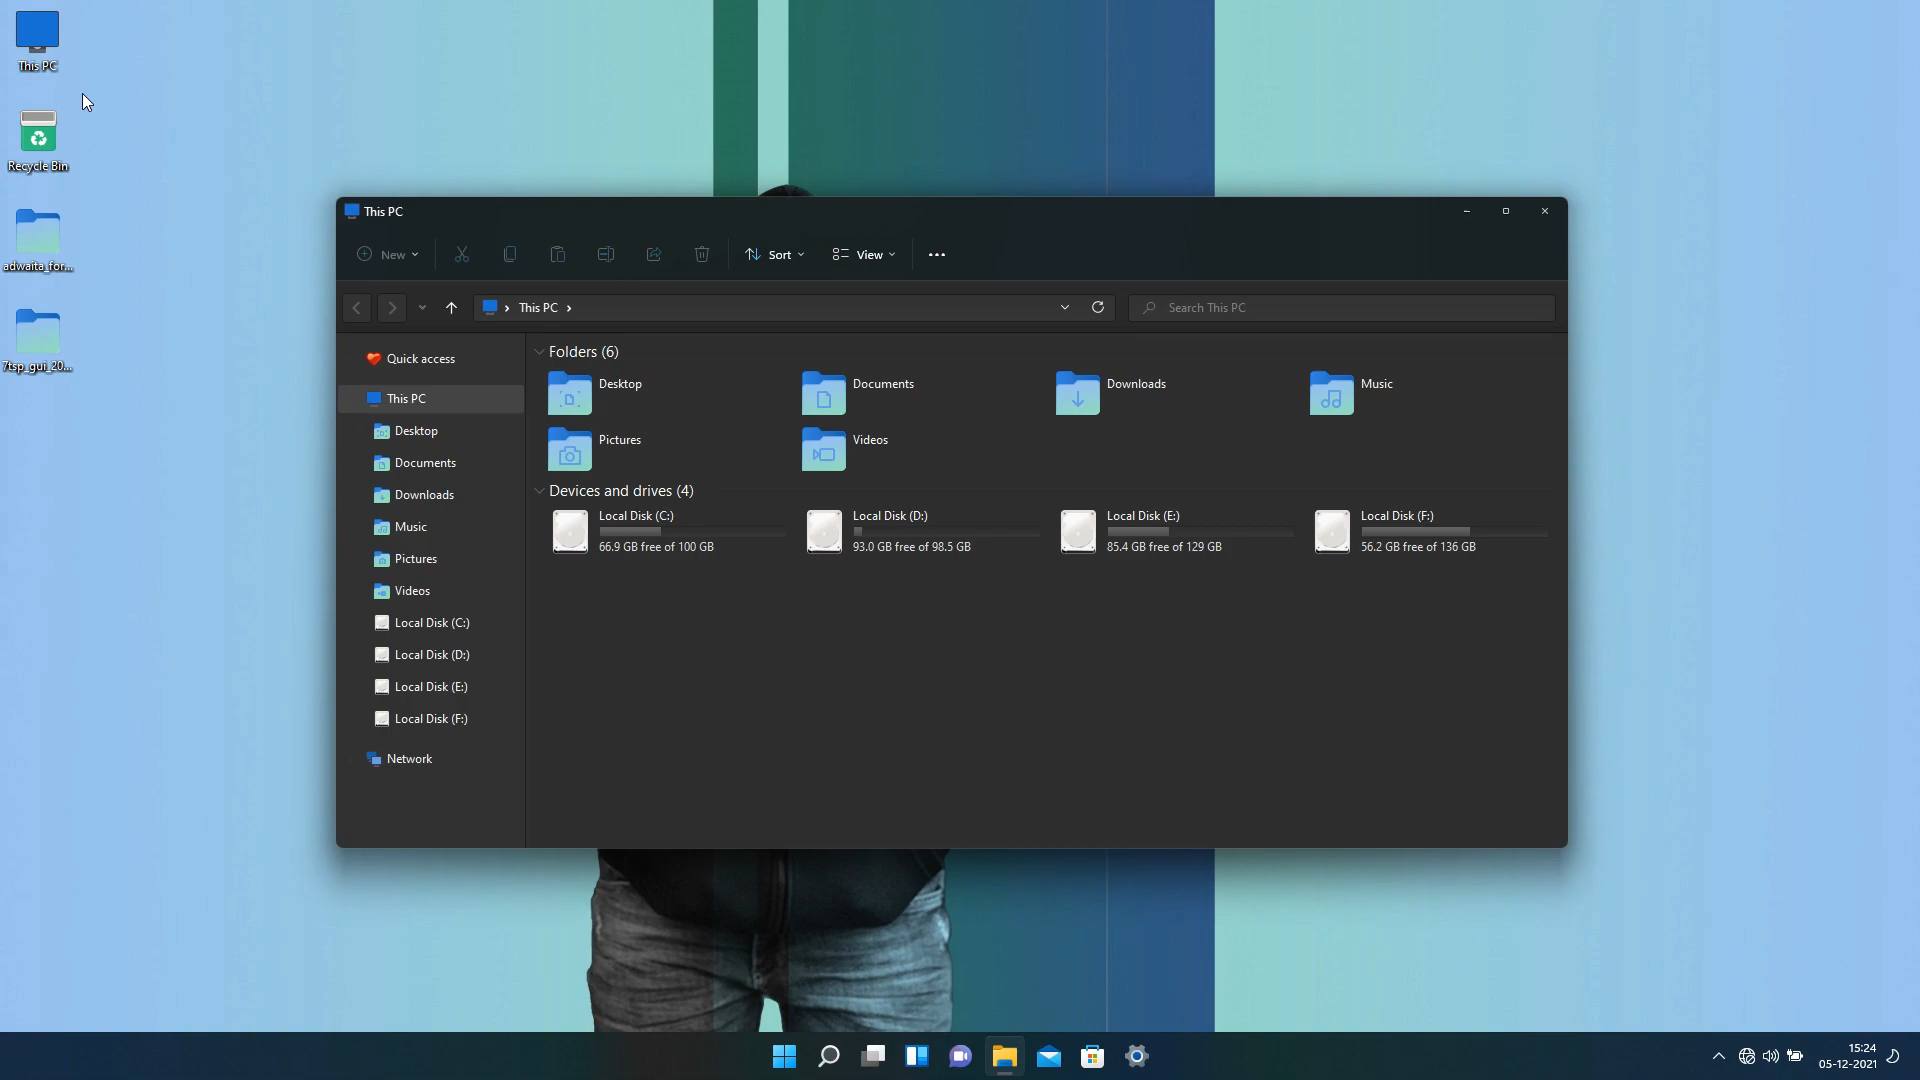 This PC
Recycle Bin
adwaita_for...
7tsp_gui_20...
This PC
New
Sort
View
This PC
Search This PC
Quick access
This PC
Desktop
Documents
Downloads
Music
Pictures
Videos
Local Disk (C:)
Local Disk (D:)
Local Disk (E:)
Local Disk (F:)
Network
Folders (6)
Desktop
Documents
Downloads
Music
Pictures
Videos
Devices and drives (4)
Local Disk (C:)
66.9 GB free of 100 GB
Local Disk (D:)
93.0 GB free of 98.5 GB
Local Disk (E:)
85.4 GB free of 129 GB
Local Disk (F:)
56.2 GB free of 136 GB
15:24
05-12-2021